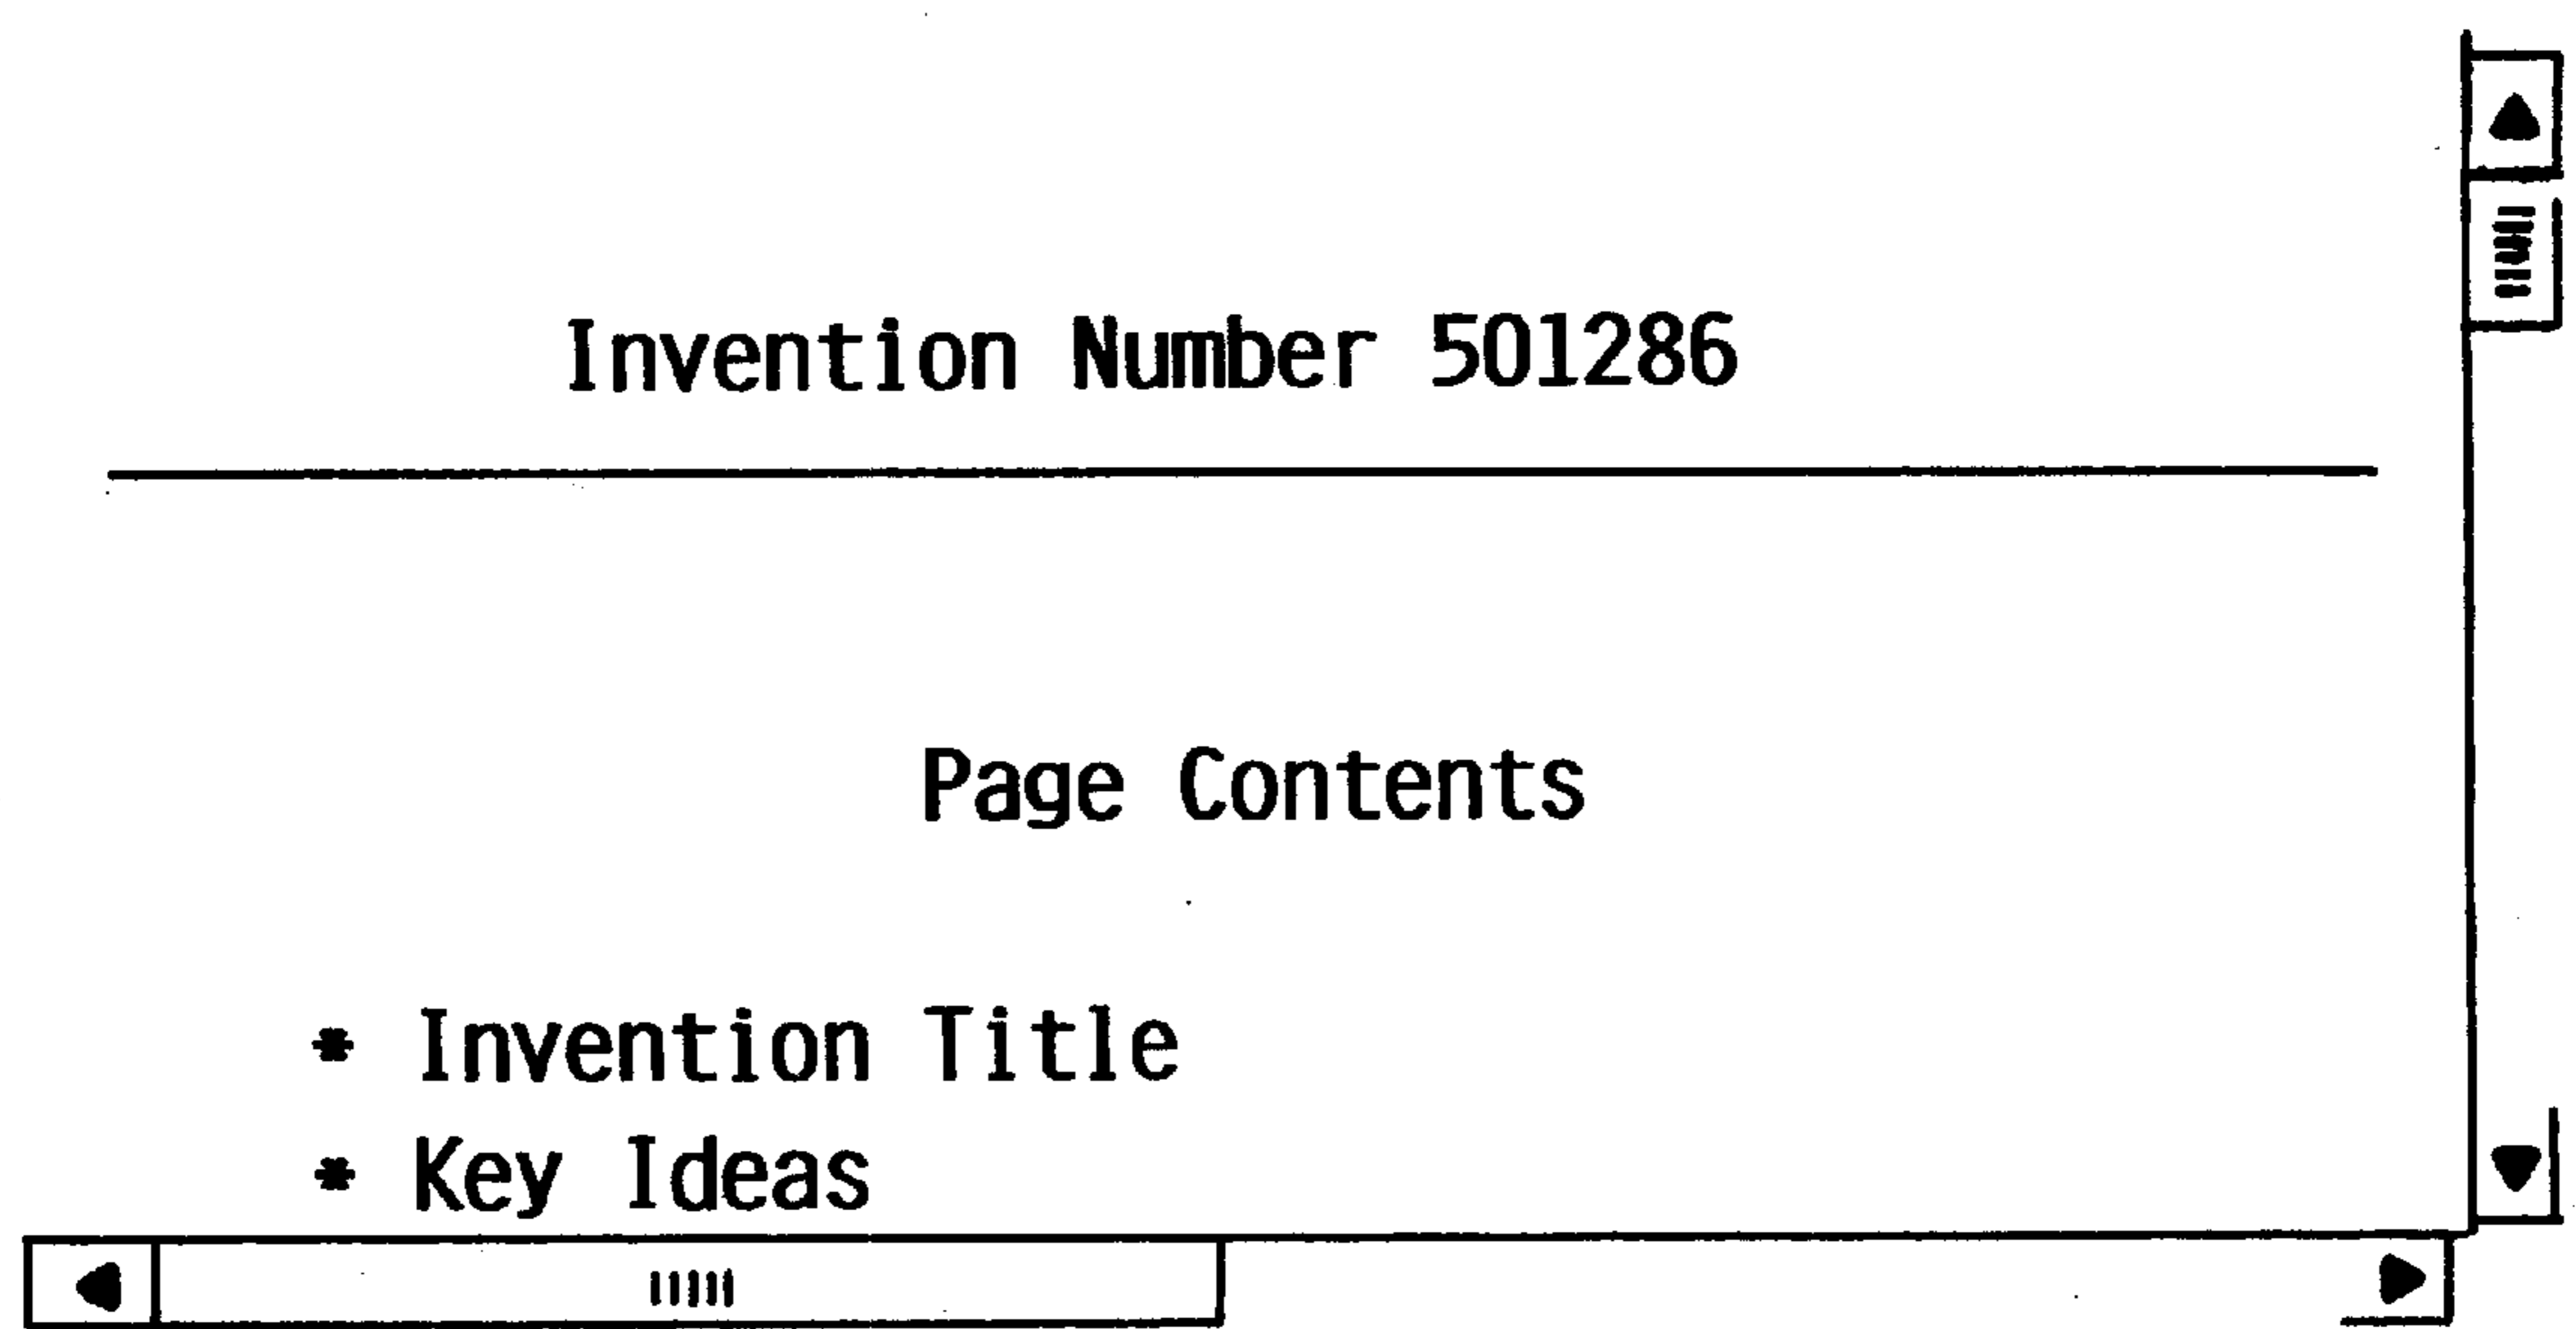 Invention Number 501286
Page Contents
* Invention Title
* Key Ideas